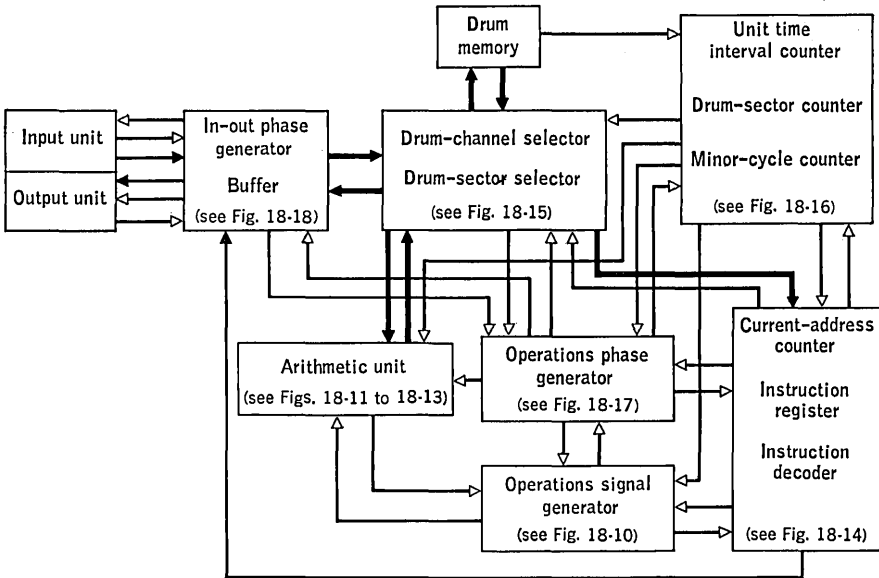 Drum
memory
Unit time
interval counter
Drum-sector counter
Minor-cycle counter
(see Fig. 18-16)
Input unit
Output unit
In-out phase
generator
Buffer
(see Fig. 18-18)
Drum-channel selector
Drum-sector selector
(see Fig. 18-15)
Arithmetic unit
(see Figs. 18-11 to 18-13)
Operations phase
generator
(see Fig. 18-17)
Operations signal
generator
(see Fig. 18-10)
Current-address
counter
Instruction
register
Instruction
decoder
(see Fig. 18-14)